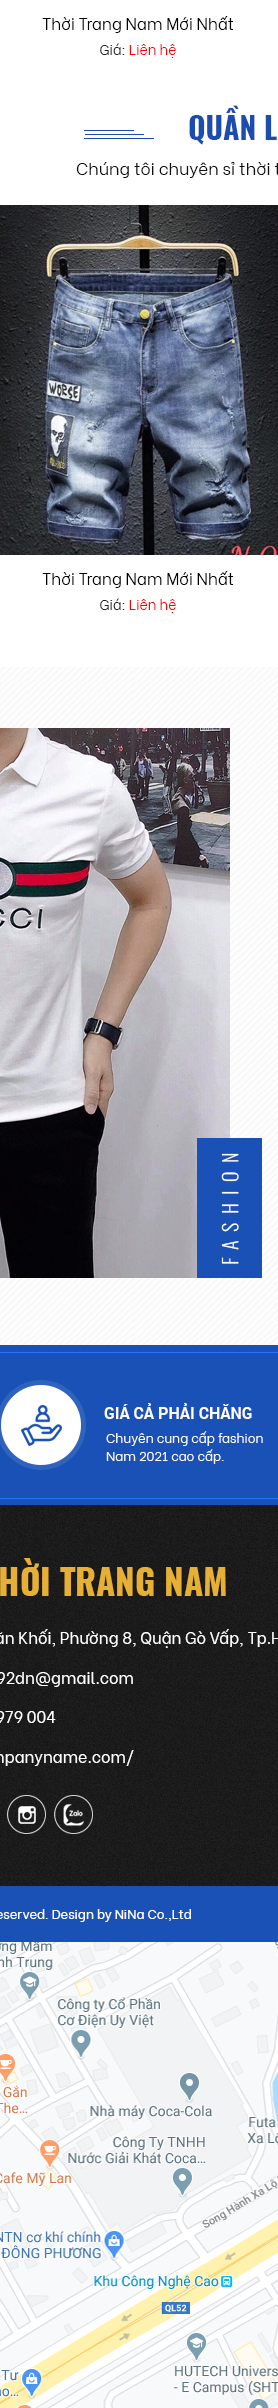 Thời Trang Nam Mới Nhất
Giá: Liên hệ
QUẦN L
Chúng tôi chuyên sỉ thời t
WORSE
Thời Trang Nam Mới Nhất
Giá: Liên hệ
CCI
FASHION
GIÁ CẢ PHẢI CHĂNG
Chuyên cung cấp fashion
Nam 2021 cao cấp.
HỜI TRANG NAM
ăn Khối, Phường 8, Quận Gò Vấp, Tp.H
92dn@gmail.com
979 004
mpanyname.com/
Zalo
eserved. Design by NiNa Co.,Ltd
ng Mầm
nh Trung
Công ty Cổ Phần
Cơ Điện Uy Việt
Gần
The...
Nhà máy Coca-Cola
Futa
Xa Lộ
Công Ty TNHH
Nước Giải Khát Coca...
Cafe Mỹ Lan
Song Hành Xa Lộ
NTN cơ khí chính
ĐÔNG PHƯƠNG
Khu Công Nghệ Cao
QL52
HUTECH Univers
- E Campus (SHT
Tư